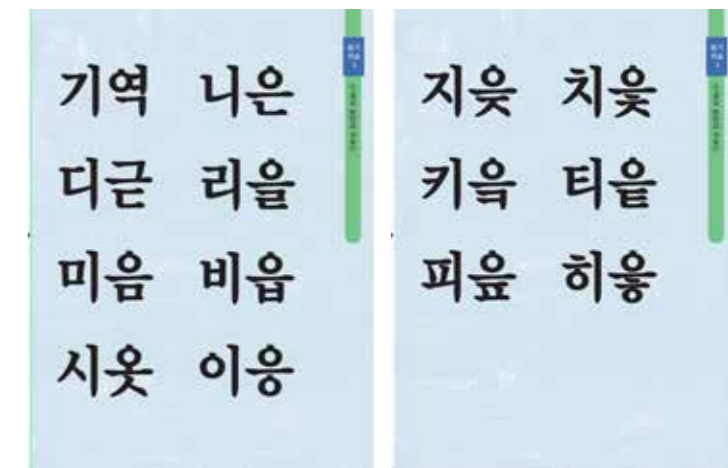 기역 니은
디귿 리을
미음 비읍
시옷 이응
지읒 치읓
키읔 티읕
피읖 히읗